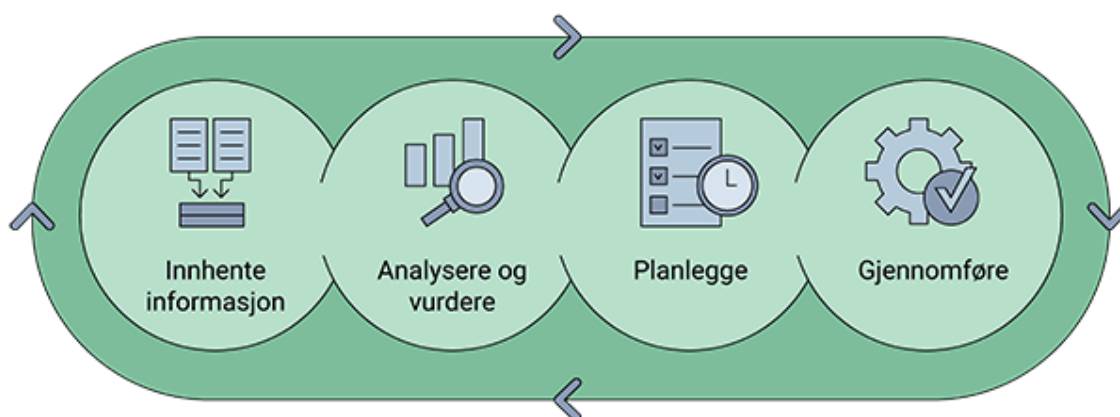 Innhente
informasjon
Analysere og
vurdere
Planlegge
Gjennomføre